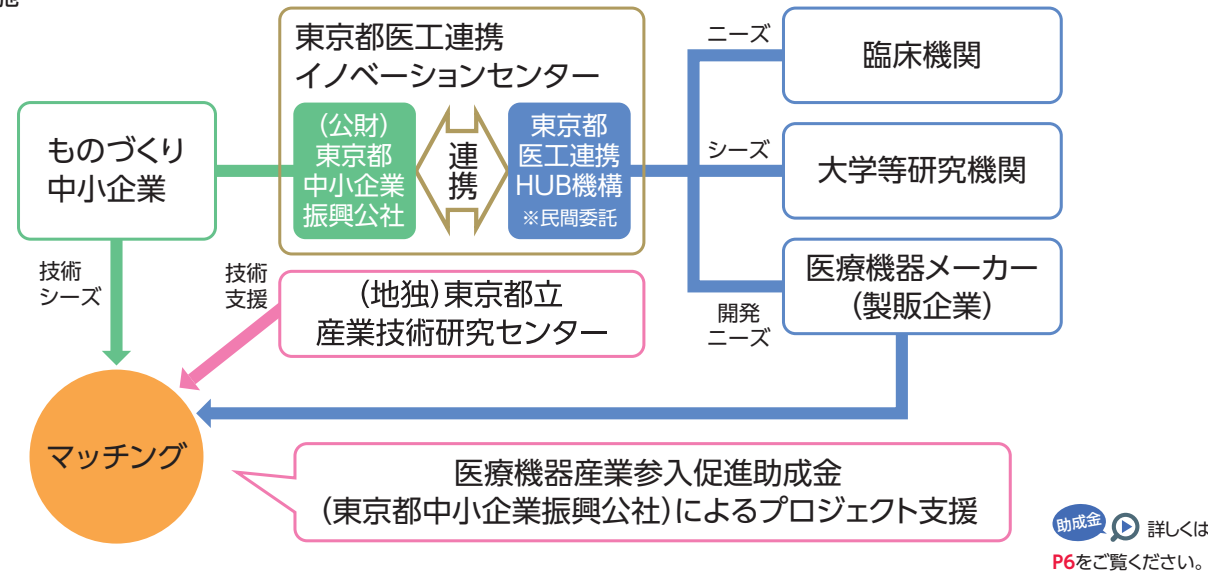 東京都医工連携
イノベーションセンター
ものづくり
中小企業
(公財)
東京都
中小企業
振興公社
連
携
東京都
医工連携
HUB機構
※民間委託
ニーズ
臨床機関
シーズ
大学等研究機関
開発
ニーズ
医療機器メーカー
(製販企業)
技術
シーズ
技術
支援
(地独)東京都立
産業技術研究センター
マッチング
医療機器産業参入促進助成金
(東京都中小企業振興公社)によるプロジェクト支援
助成金 詳しくは
P6をご覧ください。